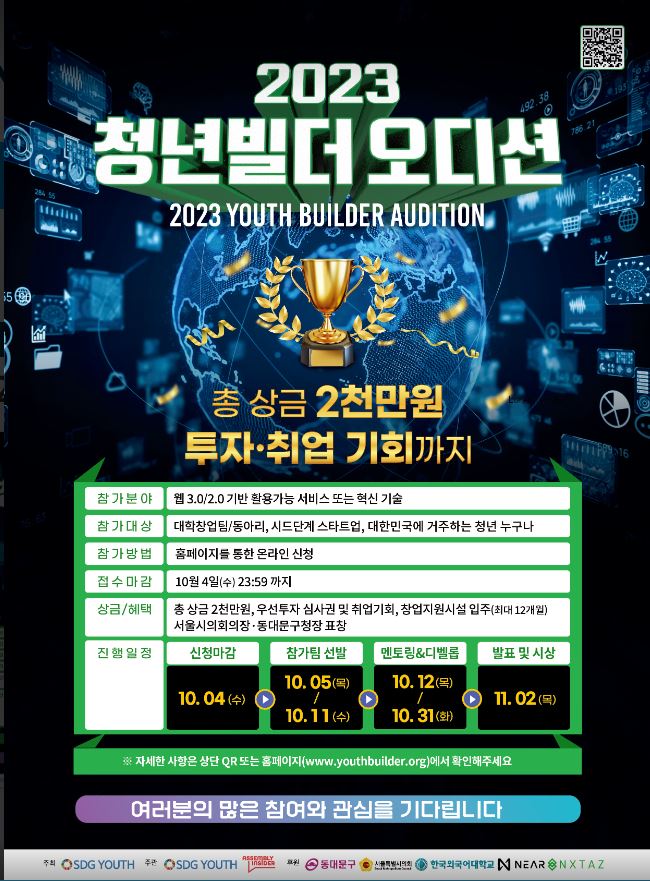 2023
청년빌더 오디션
2023 YOUTH BUILDER AUDITION
총 상금 2천만원
투자·취업 기회까지
참가분야 웹 3.0/2.0 기반 활용가능 서비스 또는 혁신 기술
참가대상 대학창업팀/동아리, 시드단계 스타트업, 대한민국에 거주하는 청년 누구나
참가방법 홈페이지를 통한 온라인 신청
접수마감 10월 4일(수) 23:59 까지
상금/혜택 총 상금 2천만원, 우선투자 심사권 및 취업기회, 창업지원시설 입주(최대 12개월)
서울시의회의장·동대문구청장 표창
진행일정 신청마감 참가팀 선발 멘토링&디벨롭 발표 및 시상
10. 04 (수) 10. 05(목) / 10. 11(수) 10. 12(목) / 10. 31(화) 11. 02 (목)
※ 자세한 사항은 상단 QR 또는 홈페이지(www.youthbuilder.org)에서 확인해주세요
여러분의 많은 참여와 관심을 기다립니다
주최 SDG YOUTH 주관 SDG YOUTH ASSEMBLY INSIDER 후원 동대문구 서울특별시의회 한국외국어대학교 NEAR NXTAZ